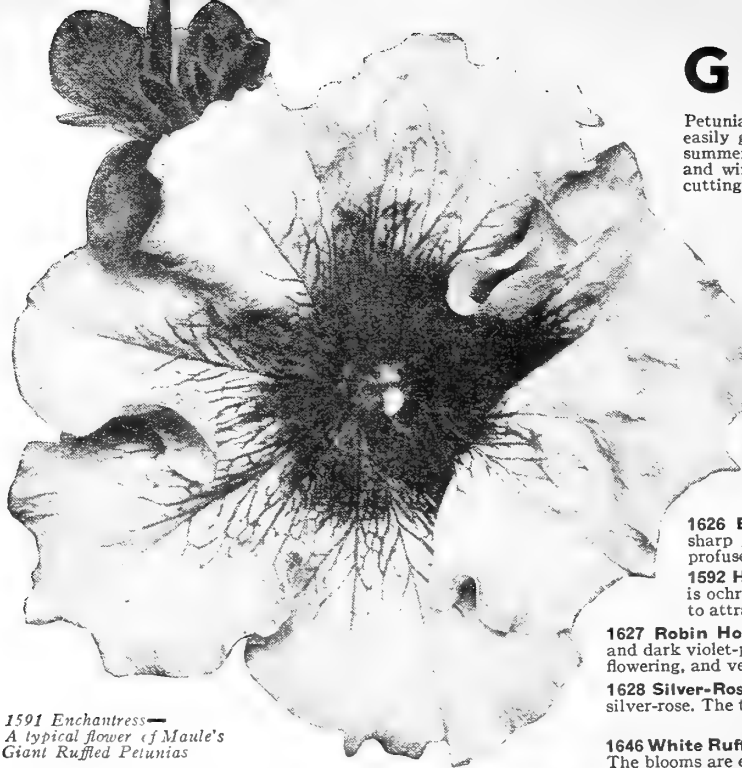 G
Petunia
easily g
summer
and wi
cutting
1626 E
sharp
profuse
1592 H
is ochr
to attra
1627 Robin Ho
and dark violet-p
flowering, and ve
1628 Silver-Ros
silver-rose. The t
1646 White Ruff
The blooms are e
1591 Enchantress—
A typical flower of Maule's
Giant Ruffled Petunias